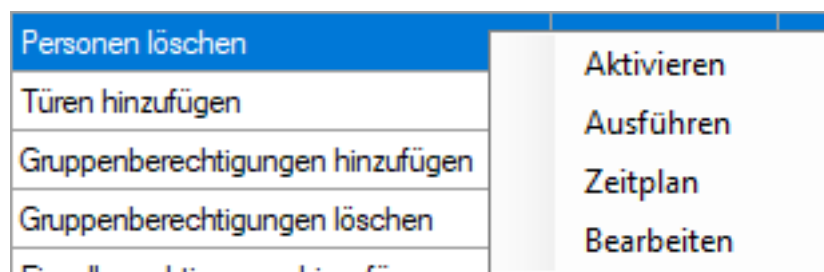 Personen löschen
Türen hinzufügen
Gruppenberechtigungen hinzufügen
Gruppenberechtigungen löschen
Aktivieren
Ausführen
Zeitplan
Bearbeiten